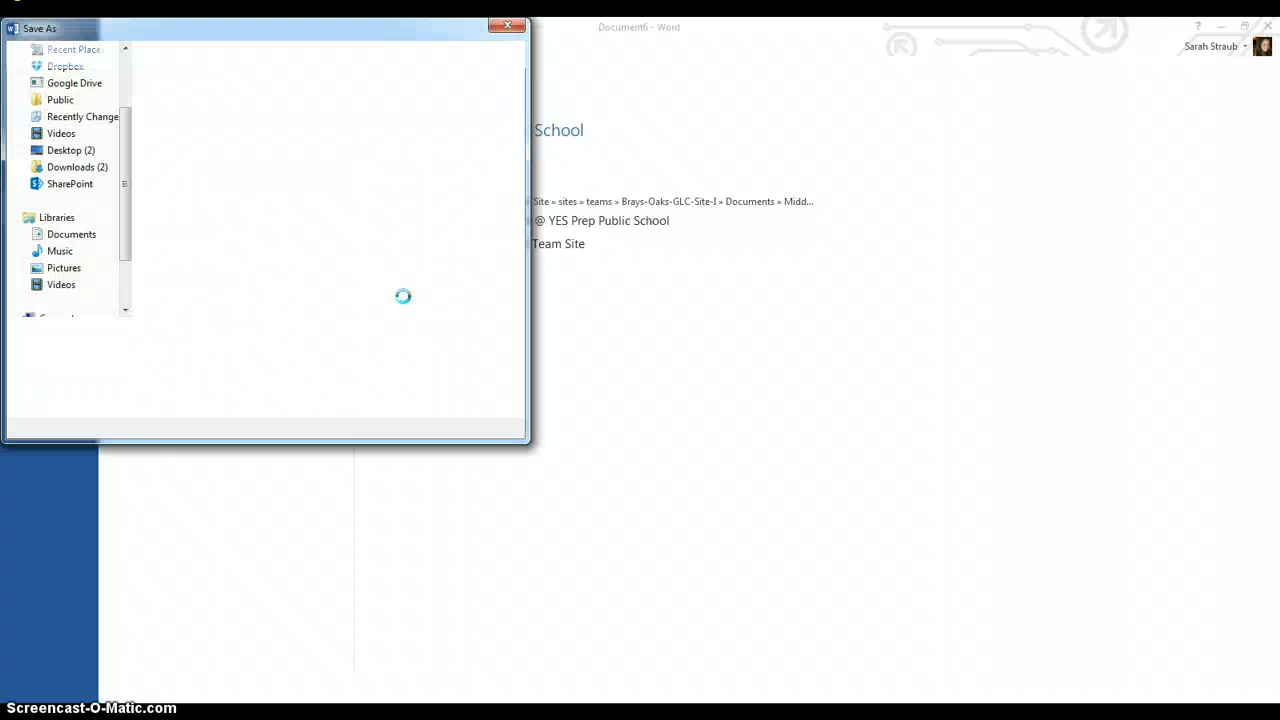 Save As
Document6 - Word
?
Sarah Straub
Recent Place
Dropbox
Google Drive
Public
Recently Change
Videos
Desktop (2)
Downloads (2)
SharePoint
Libraries
Documents
Music
Pictures
Videos
School
Site » sites » teams » Brays-Oaks-GLC-Site-I » Documents » Midd...
@ YES Prep Public School
Team Site
Screencast-O-Matic.com